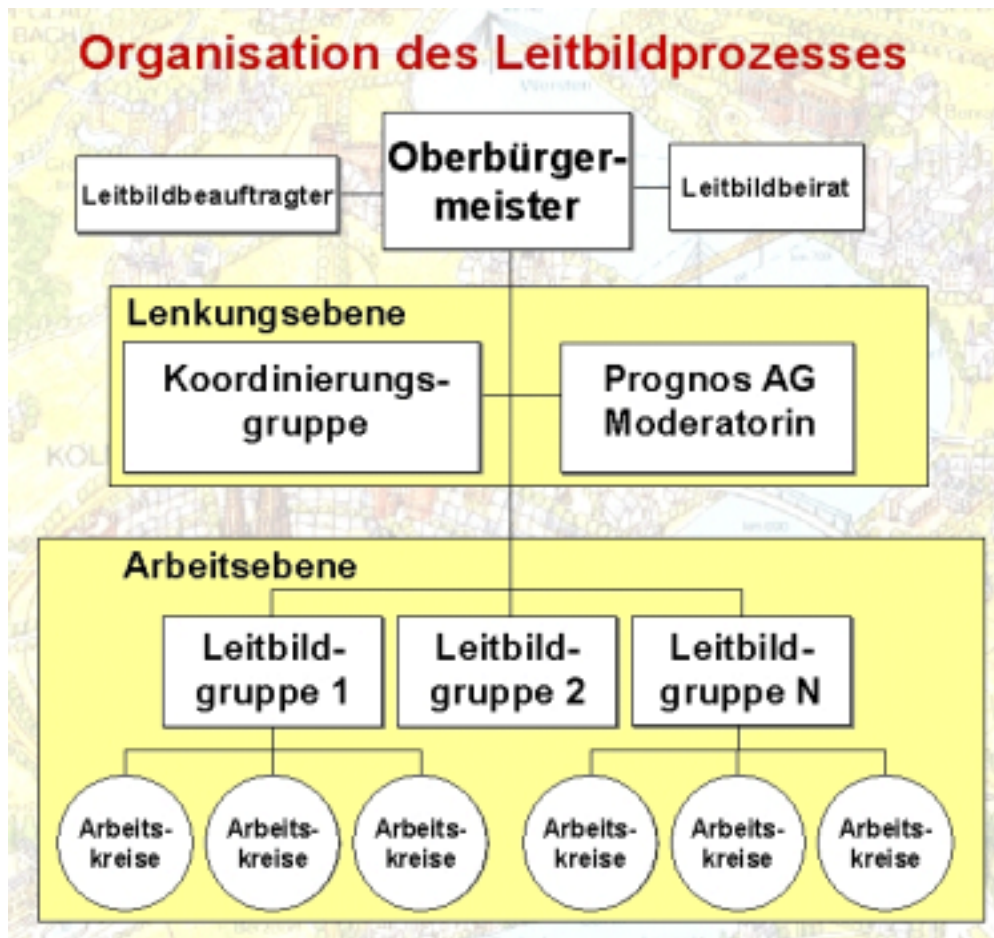 Organisation des Leitbildprozesses
Oberbürger-
meister
Leitbildbeauftragter
Leitbildbeirat
Lenkungsebene
Koordinierungs-
gruppe
Prognos AG
Moderatorin
KÖL
Arbeitsebene
Leitbild-
gruppe 1
Leitbild-
gruppe 2
Leitbild-
gruppe N
Arbeits-
kreise
Arbeits-
kreise
Arbeits-
kreise
Arbeits-
kreise
Arbeits-
kreise
Arbeits-
kreise